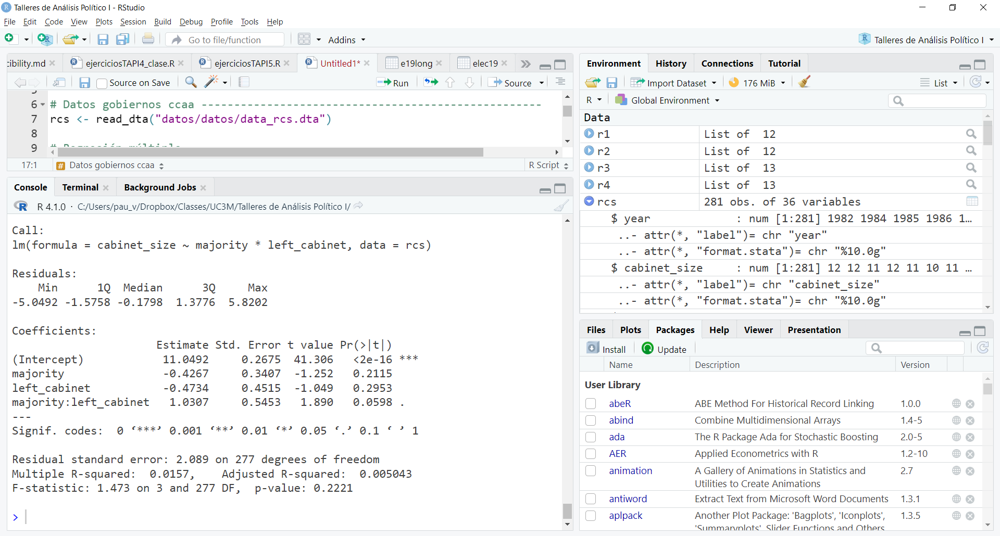 Talleres de Análisis Político I - RStudio
File Edit Code View Plots Session Build Debug Profile Tools Help
Go to file/function Addins Talleres de Análisis Político I
cibility.md ejerciciosTAPI4_clase.R ejerciciosTAPI5.R Untitled1* e19long elec19
Source on Save Run Source
6 # Datos gobiernos ccaa ----------------------------------------------------
7 rcs <- read_dta("datos/datos/data_rcs.dta")
8
9 # Regresión múltiple
17:1 # Datos gobiernos ccaa R Script
Console Terminal Background Jobs
R 4.1.0 · C:/Users/pau_v/Dropbox/Classes/UC3M/Talleres de Análisis Político I/
Call:
lm(formula = cabinet_size ~ majority * left_cabinet, data = rcs)
Residuals:
Min 1Q Median 3Q Max
-5.0492 -1.5758 -0.1798 1.3776 5.8202
Coefficients:
Estimate Std. Error t value Pr(>|t|)
(Intercept) 11.0492 0.2675 41.306 <2e-16 ***
majority -0.4267 0.3407 -1.252 0.2115
left_cabinet -0.4734 0.4515 -1.049 0.2953
majority:left_cabinet 1.0307 0.5453 1.890 0.0598 .
---
Signif. codes: 0 ‘***’ 0.001 ‘**’ 0.01 ‘*’ 0.05 ‘.’ 0.1 ‘ ’ 1
Residual standard error: 2.089 on 277 degrees of freedom
Multiple R-squared: 0.0157, Adjusted R-squared: 0.005043
F-statistic: 1.473 on 3 and 277 DF, p-value: 0.2221
>
Environment History Connections Tutorial
Import Dataset 176 MiB List
R Global Environment
Data
r1 List of 12
r2 List of 12
r3 List of 13
r4 List of 13
rcs 281 obs. of 36 variables
$ year : num [1:281] 1982 1984 1985 1986 1…
..- attr(*, "label")= chr "year"
..- attr(*, "format.stata")= chr "%10.0g"
$ cabinet_size : num [1:281] 12 12 11 12 11 10 11 …
..- attr(*, "label")= chr "cabinet_size"
..- attr(*, "format.stata")= chr "%10.0g"
Files Plots Packages Help Viewer Presentation
Install Update
Name Description Version
User Library
abeR ABE Method For Historical Record Linking 1.0.0
abind Combine Multidimensional Arrays 1.4-5
ada The R Package Ada for Stochastic Boosting 2.0-5
AER Applied Econometrics with R 1.2-10
animation A Gallery of Animations in Statistics and 2.7
Utilities to Create Animations
antiword Extract Text from Microsoft Word Documents 1.3.1
aplpack Another Plot Package: 'Bagplots', 'Iconplots', 1.3.5
'Summaryplots', Slider Functions and Others